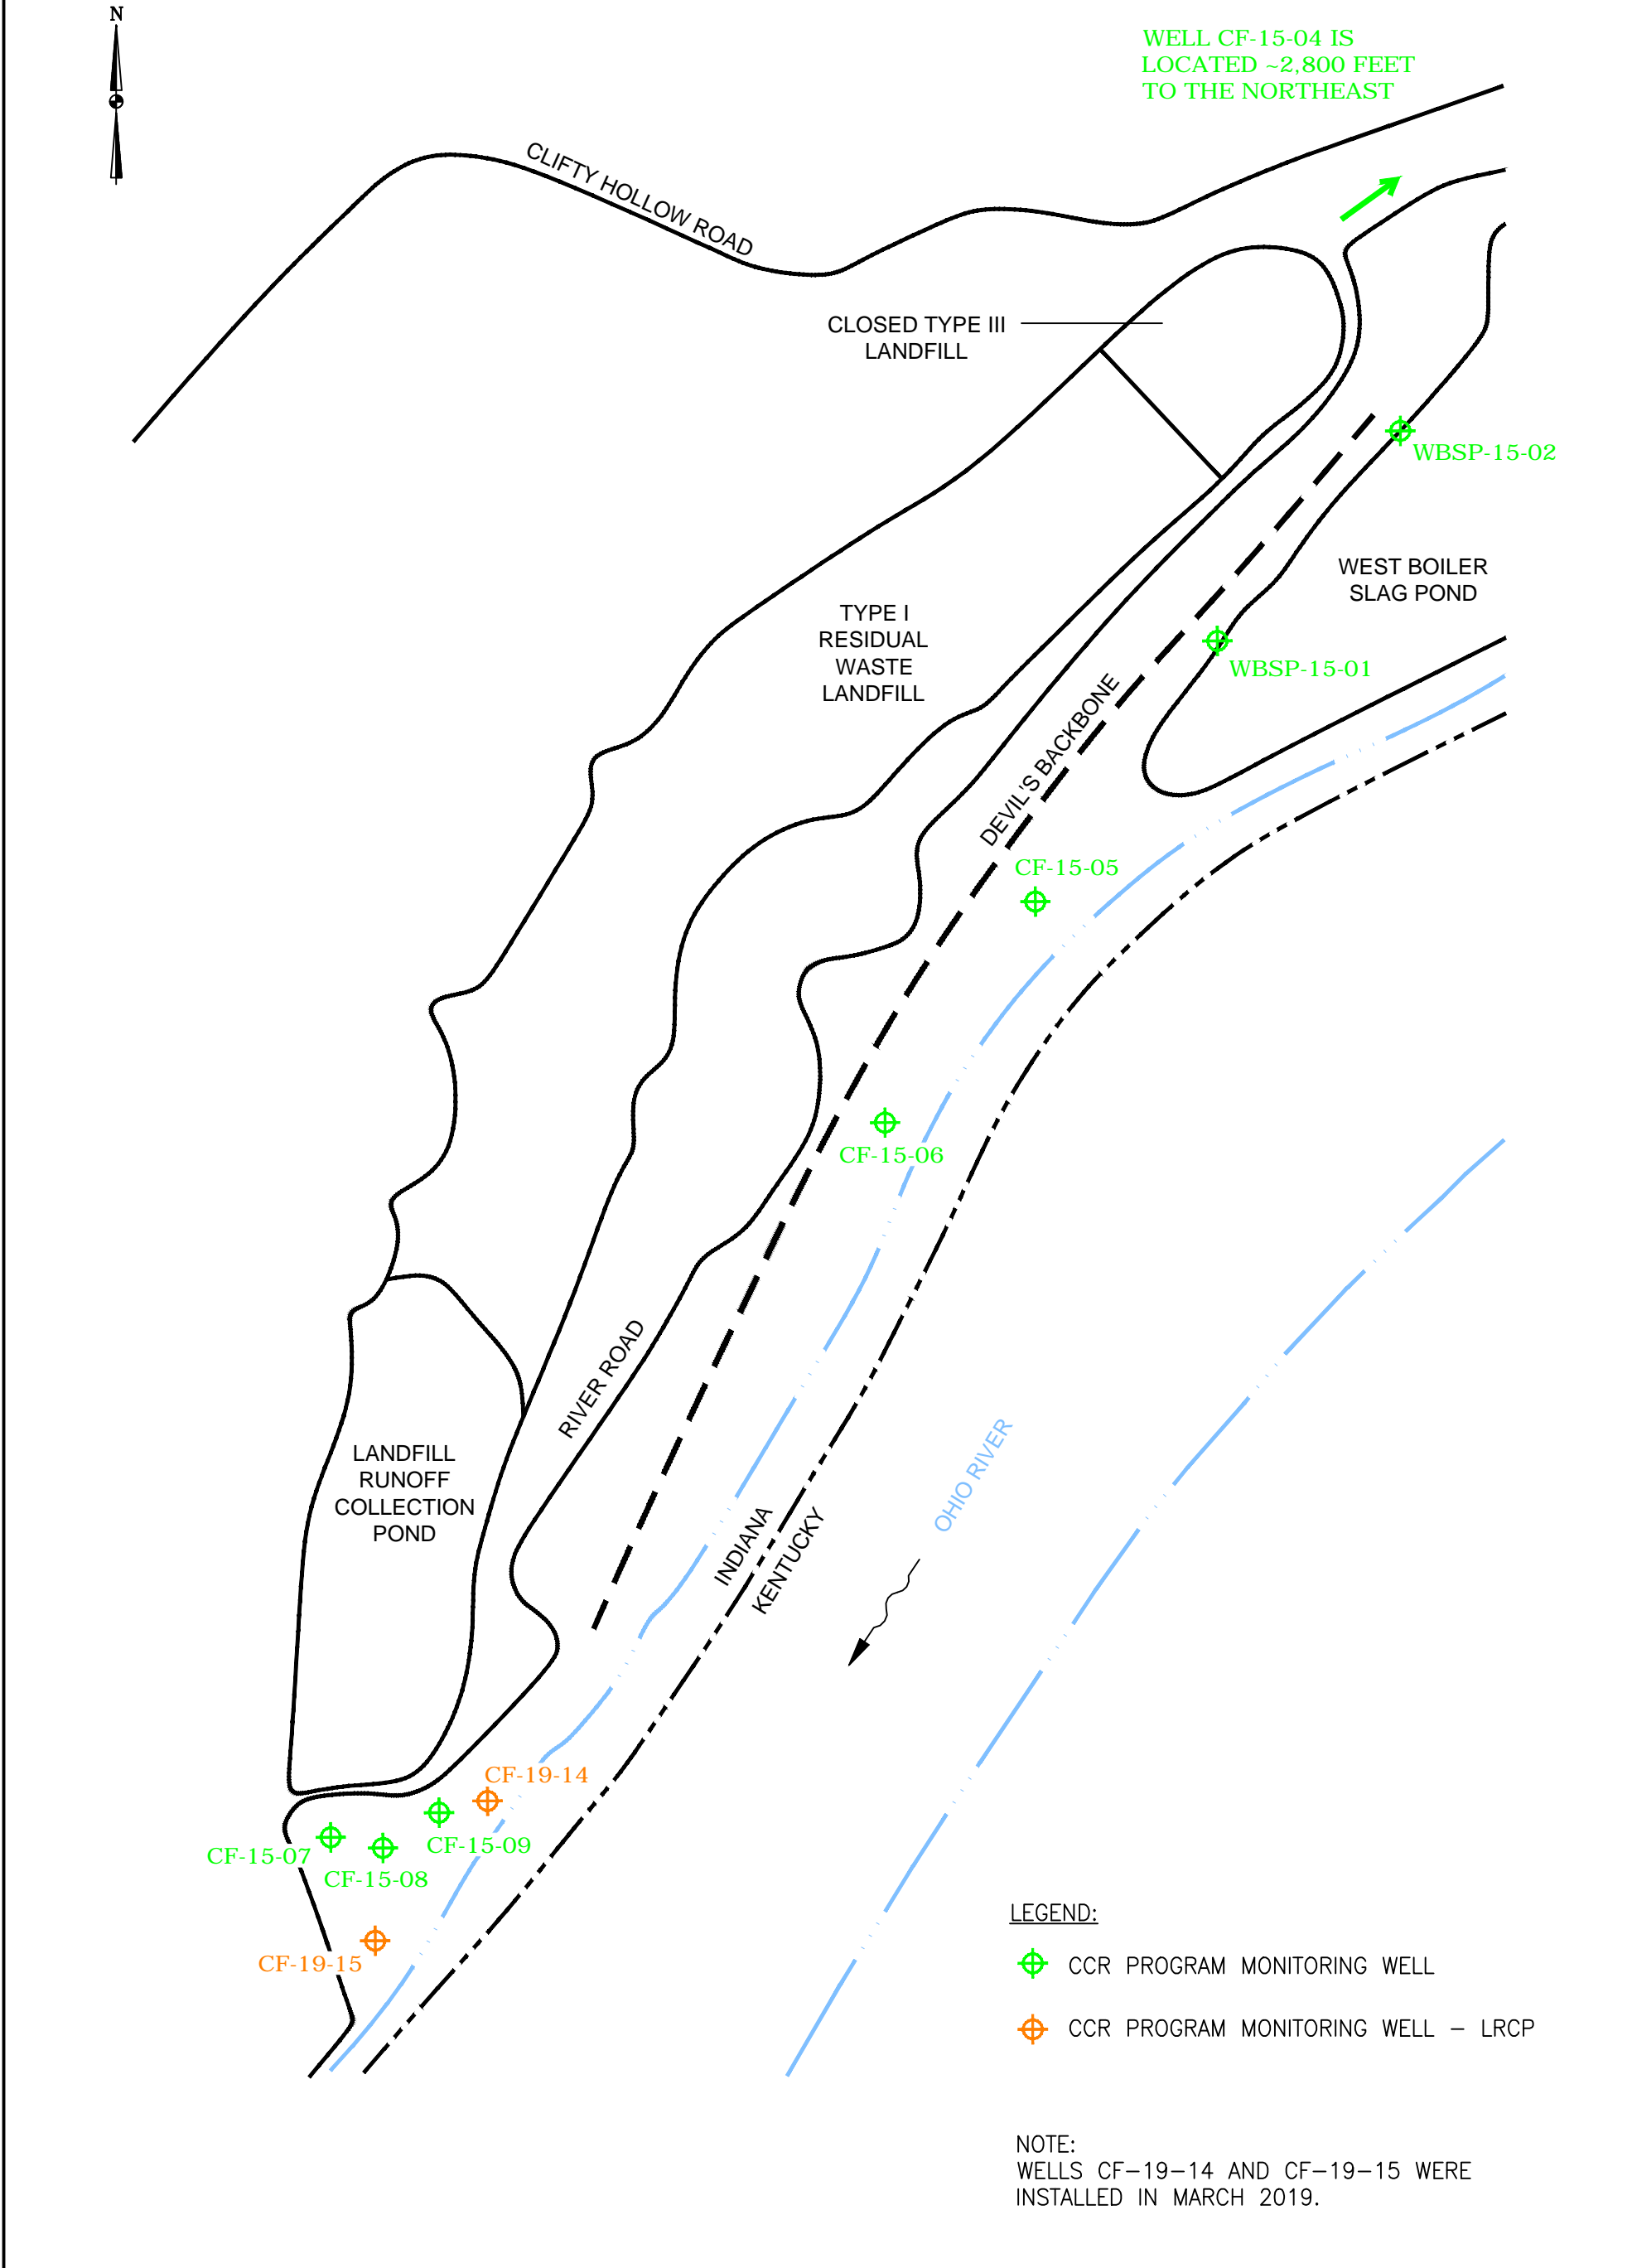 N
WELL CF-15-04 IS
LOCATED ~2,800 FEET
TO THE NORTHEAST
CLIFTY HOLLOW ROAD
CLOSED TYPE III
LANDFILL
WBSP-15-02
WEST BOILER
SLAG POND
TYPE I
RESIDUAL
WASTE
LANDFILL
WBSP-15-01
DEVIL'S BACKBONE
CF-15-05
CF-15-06
RIVER ROAD
LANDFILL
RUNOFF
COLLECTION
POND
OHIO RIVER
INDIANA
KENTUCKY
CF-19-14
CF-15-09
CF-15-07
CF-15-08
CF-19-15
LEGEND:
CCR PROGRAM MONITORING WELL
CCR PROGRAM MONITORING WELL - LRCP
NOTE:
WELLS CF-19-14 AND CF-19-15 WERE
INSTALLED IN MARCH 2019.